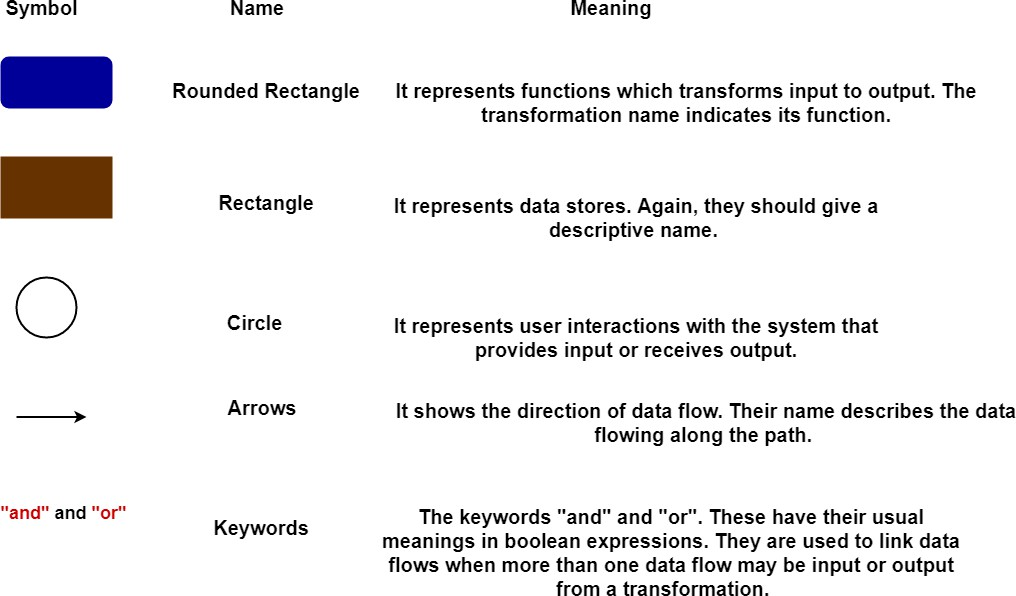 Symbol Name Meaning
Rounded Rectangle It represents functions which transforms input to output. The
transformation name indicates its function.
Rectangle It represents data stores. Again, they should give a
descriptive name.
Circle It represents user interactions with the system that
provides input or receives output.
Arrows It shows the direction of data flow. Their name describes the data
flowing along the path.
"and" and "or" Keywords The keywords "and" and "or". These have their usual
meanings in boolean expressions. They are used to link data
flows when more than one data flow may be input or output
from a transformation.